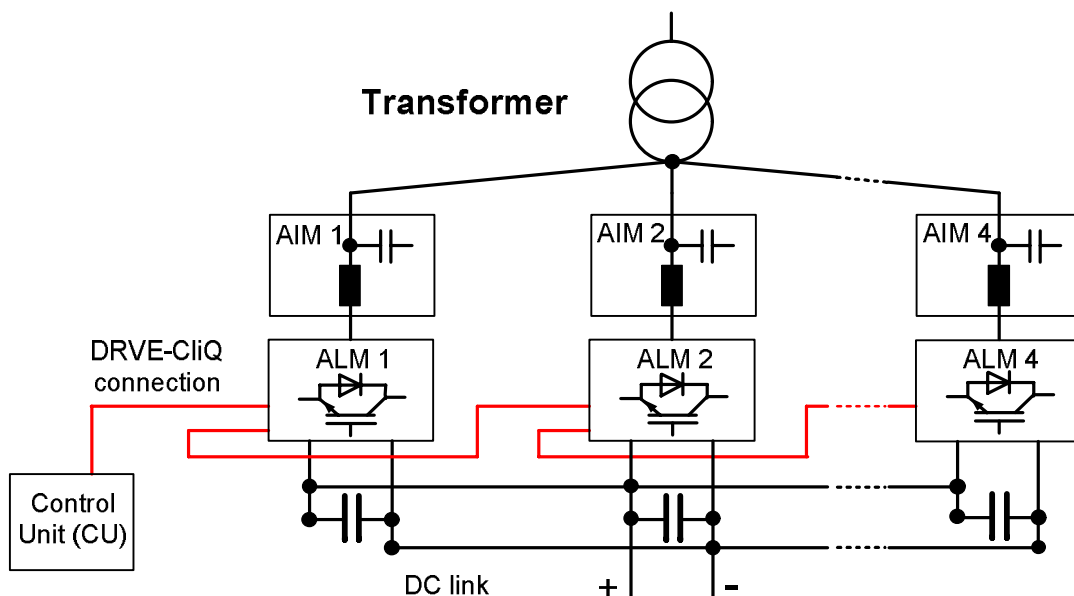 Transformer
AIM 1
AIM 2
AIM 4
DRVE-CliQ
connection
ALM 1
ALM 2
ALM 4
Control
Unit (CU)
DC link
+
-